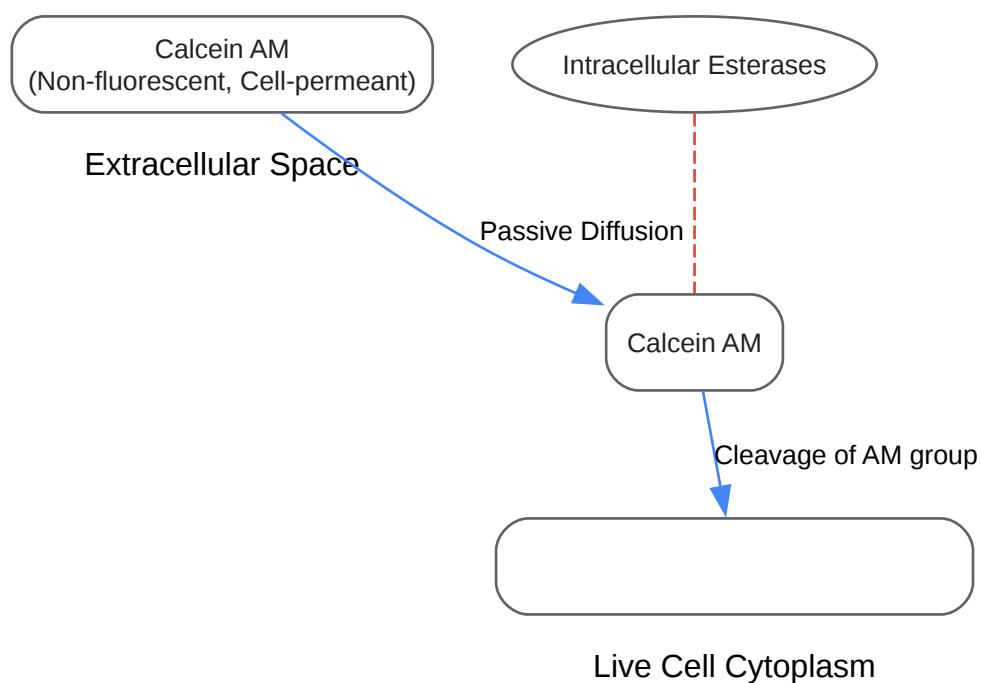 Calcein AM
(Non-fluorescent, Cell-permeant)
Intracellular Esterases
Extracellular Space
Passive Diffusion
Calcein AM
Cleavage of AM group
Live Cell Cytoplasm